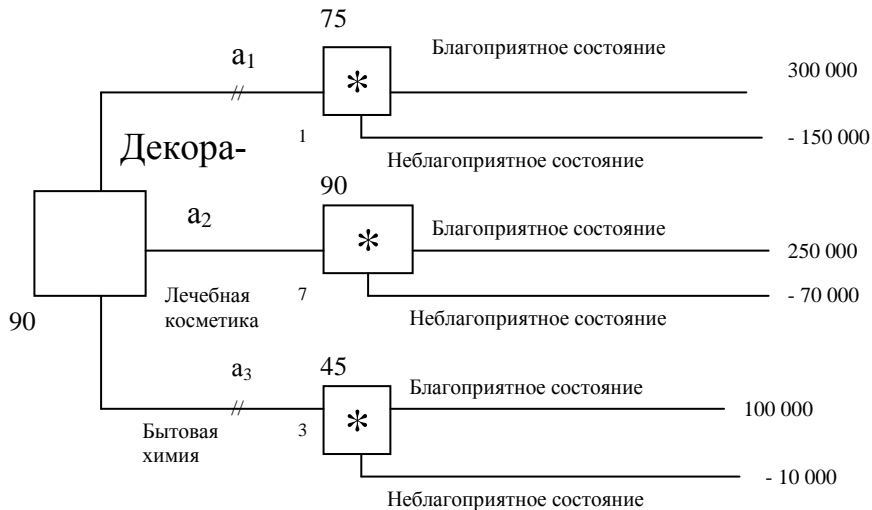 75
Благоприятное состояние
a1
*
300 000
1
- 150 000
Декора-
Неблагоприятное состояние
90
a2
*
Благоприятное состояние
250 000
Лечебная
косметика
7
- 70 000
90
Неблагоприятное состояние
45
a3
*
Благоприятное состояние
100 000
Бытовая
химия
3
- 10 000
Неблагоприятное состояние